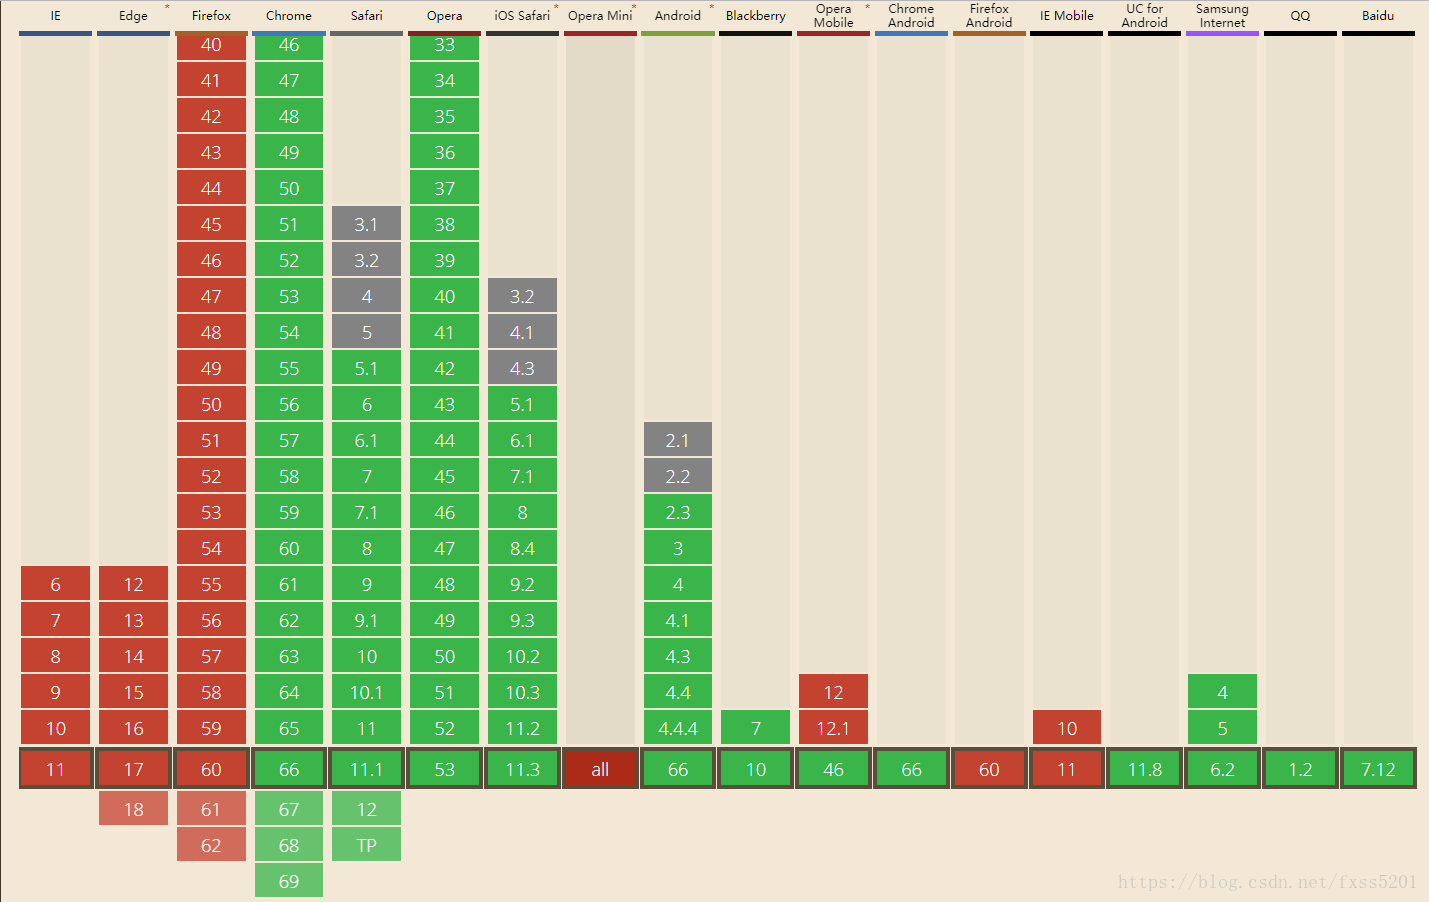 IE Edge * Firefox Chrome Safari Opera iOS Safari * Opera Mini * Android * Blackberry Opera Mobile * Chrome Android Firefox Android IE Mobile UC for Android Samsung Internet QQ Baidu
40 46 33
41 47 34
42 48 35
43 49 36
44 50 37
45 51 3.1 38
46 52 3.2 39
47 53 4 40 3.2
48 54 5 41 4.1
49 55 5.1 42 4.3
50 56 6 43 5.1
51 57 6.1 44 6.1 2.1
52 58 7 45 7.1 2.2
53 59 7.1 46 8 2.3
54 60 8 47 8.4 3
6 12 55 61 9 48 9.2 4
7 13 56 62 9.1 49 9.3 4.1
8 14 57 63 10 50 10.2 4.3
9 15 58 64 10.1 51 10.3 4.4 12 4
10 16 59 65 11 52 11.2 4.4.4 7 12.1 10 5
11 17 60 66 11.1 53 11.3 all 66 10 46 66 60 11 11.8 6.2 1.2 7.12
18 61 67 12
62 68 TP
69
https://blog.csdn.net/fxss5201